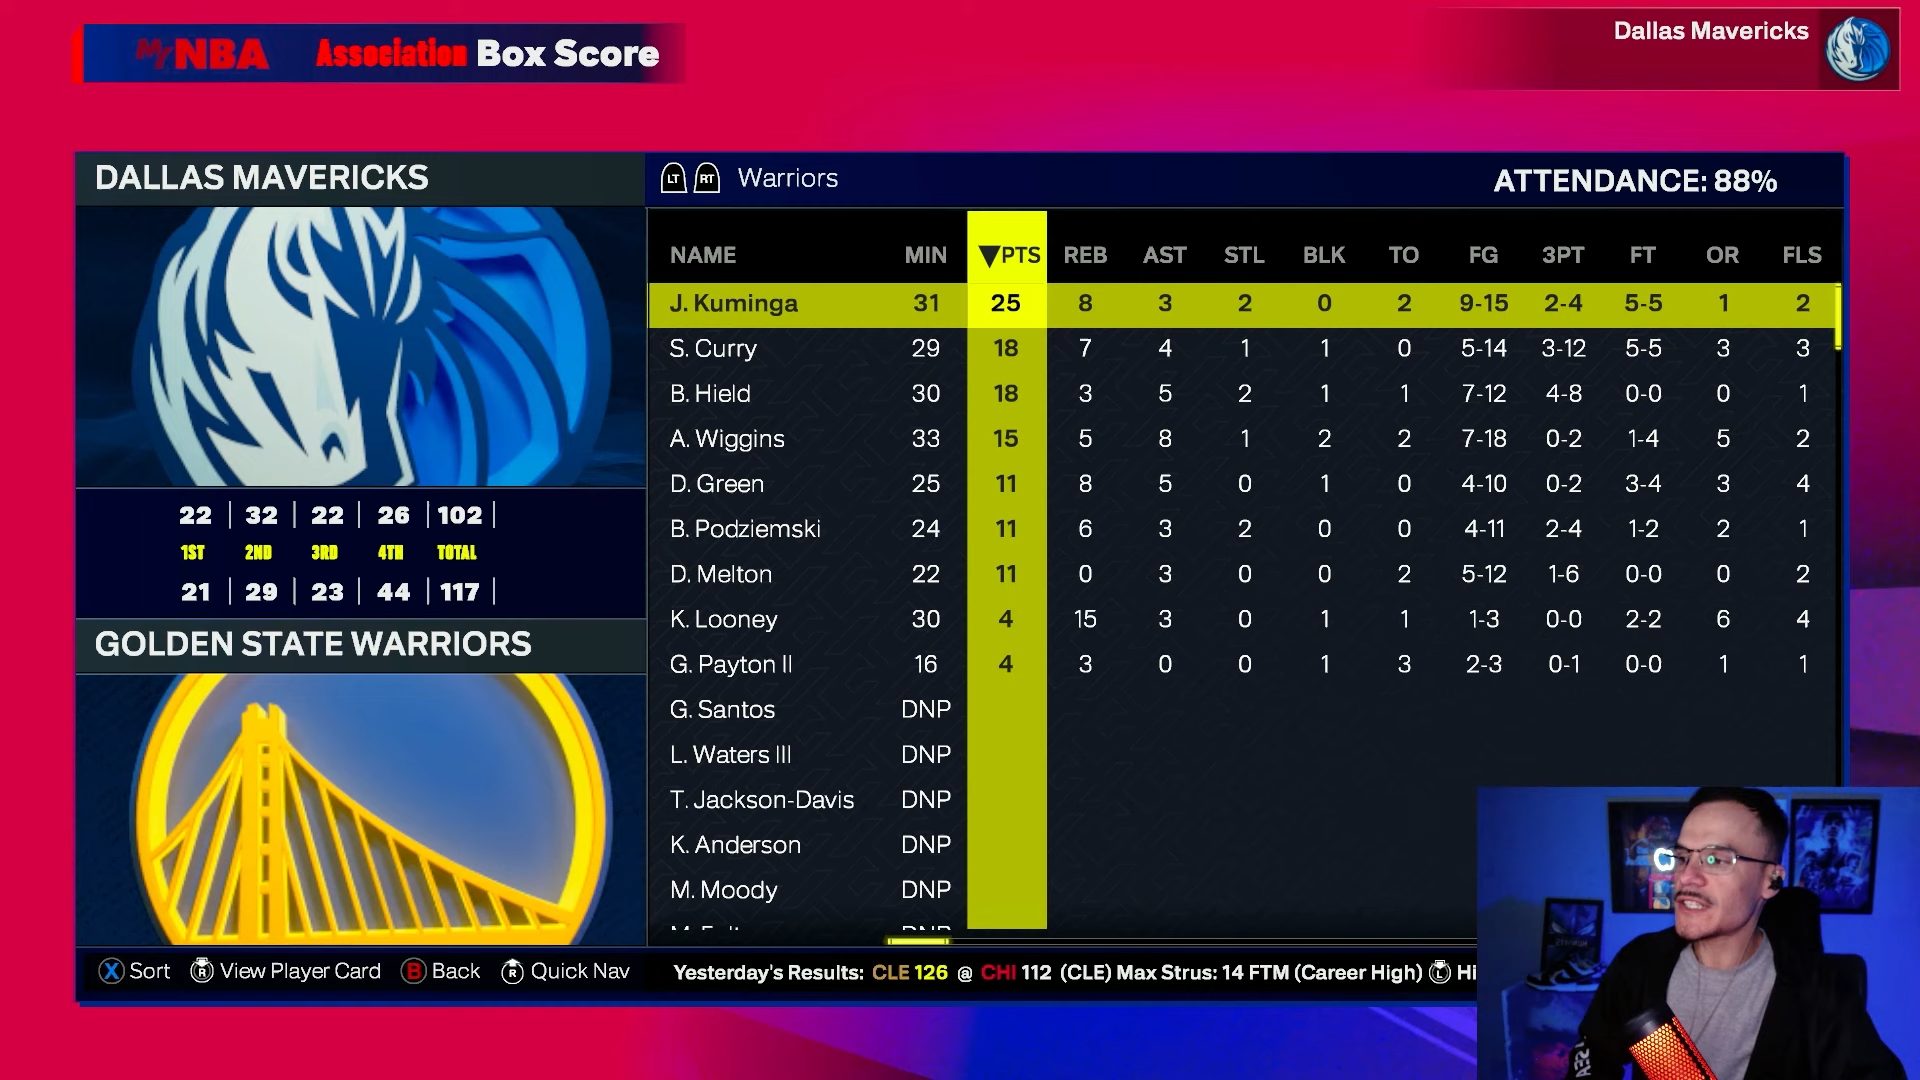 MyNBA Association Box Score
Dallas Mavericks
DALLAS MAVERICKS
22 | 32 | 22 | 26 | 102 |
1ST 2ND 3RD 4TH TOTAL
21 | 29 | 23 | 44 | 117 |
GOLDEN STATE WARRIORS
LT RT Warriors
ATTENDANCE: 88%
NAME MIN ▼PTS REB AST STL BLK TO FG 3PT FT OR FLS
J. Kuminga 31 25 8 3 2 0 2 9-15 2-4 5-5 1 2
S. Curry 29 18 7 4 1 1 0 5-14 3-12 5-5 3 3
B. Hield 30 18 3 5 2 1 1 7-12 4-8 0-0 0 1
A. Wiggins 33 15 5 8 1 2 2 7-18 0-2 1-4 5 2
D. Green 25 11 8 5 0 1 0 4-10 0-2 3-4 3 4
B. Podziemski 24 11 6 3 2 0 0 4-11 2-4 1-2 2 1
D. Melton 22 11 0 3 0 0 2 5-12 1-6 0-0 0 2
K. Looney 30 4 15 3 0 1 1 1-3 0-0 2-2 6 4
G. Payton II 16 4 3 0 0 1 3 2-3 0-1 0-0 1 1
G. Santos DNP
L. Waters III DNP
T. Jackson-Davis DNP
K. Anderson DNP
M. Moody DNP
X Sort R View Player Card B Back R Quick Nav
Yesterday's Results: CLE 126 @ CHI 112 (CLE) Max Strus: 14 FTM (Career High) L Hi